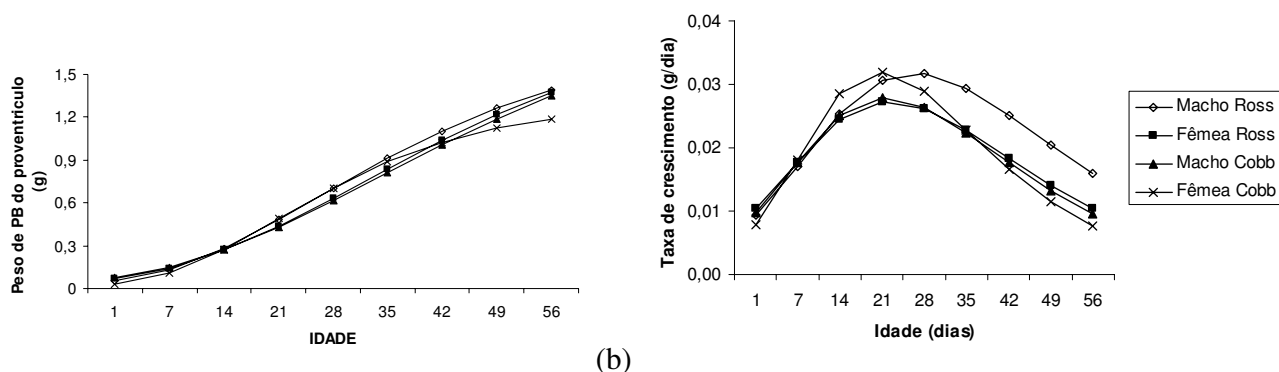 Peso de PB do proventrículo
(g)
1,5
1,2
0,9
0,6
0,3
0
1 7 14 21 28 35 42 49 56
IDADE
(b)
Taxa de crescimento (g/dia)
0,04
0,03
0,02
0,01
0,00
1 7 14 21 28 35 42 49 56
Idade (dias)
Macho Ross
Fêmea Ross
Macho Cobb
Fêmea Cobb